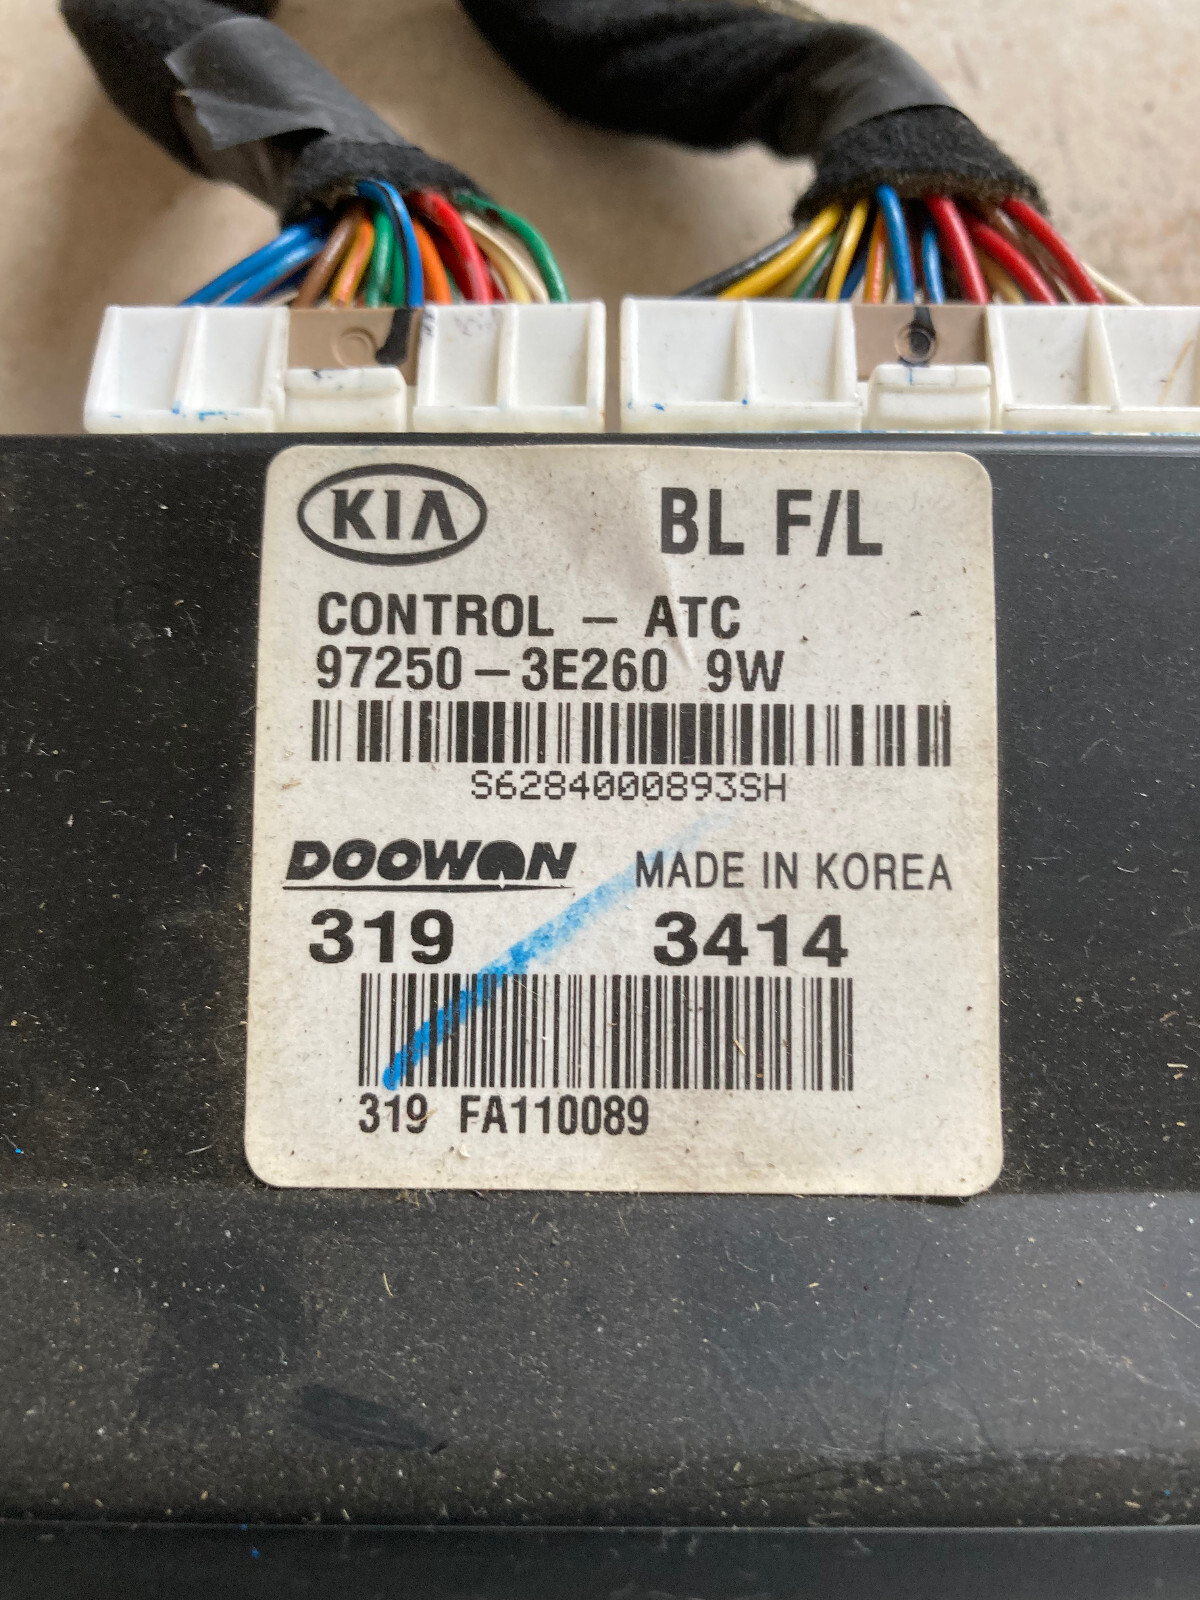 KIA BL F/L
CONTROL – ATC
97250–3E260 9W
S6284000893SH
DOOWON MADE IN KOREA
319 3414
319 FA110089